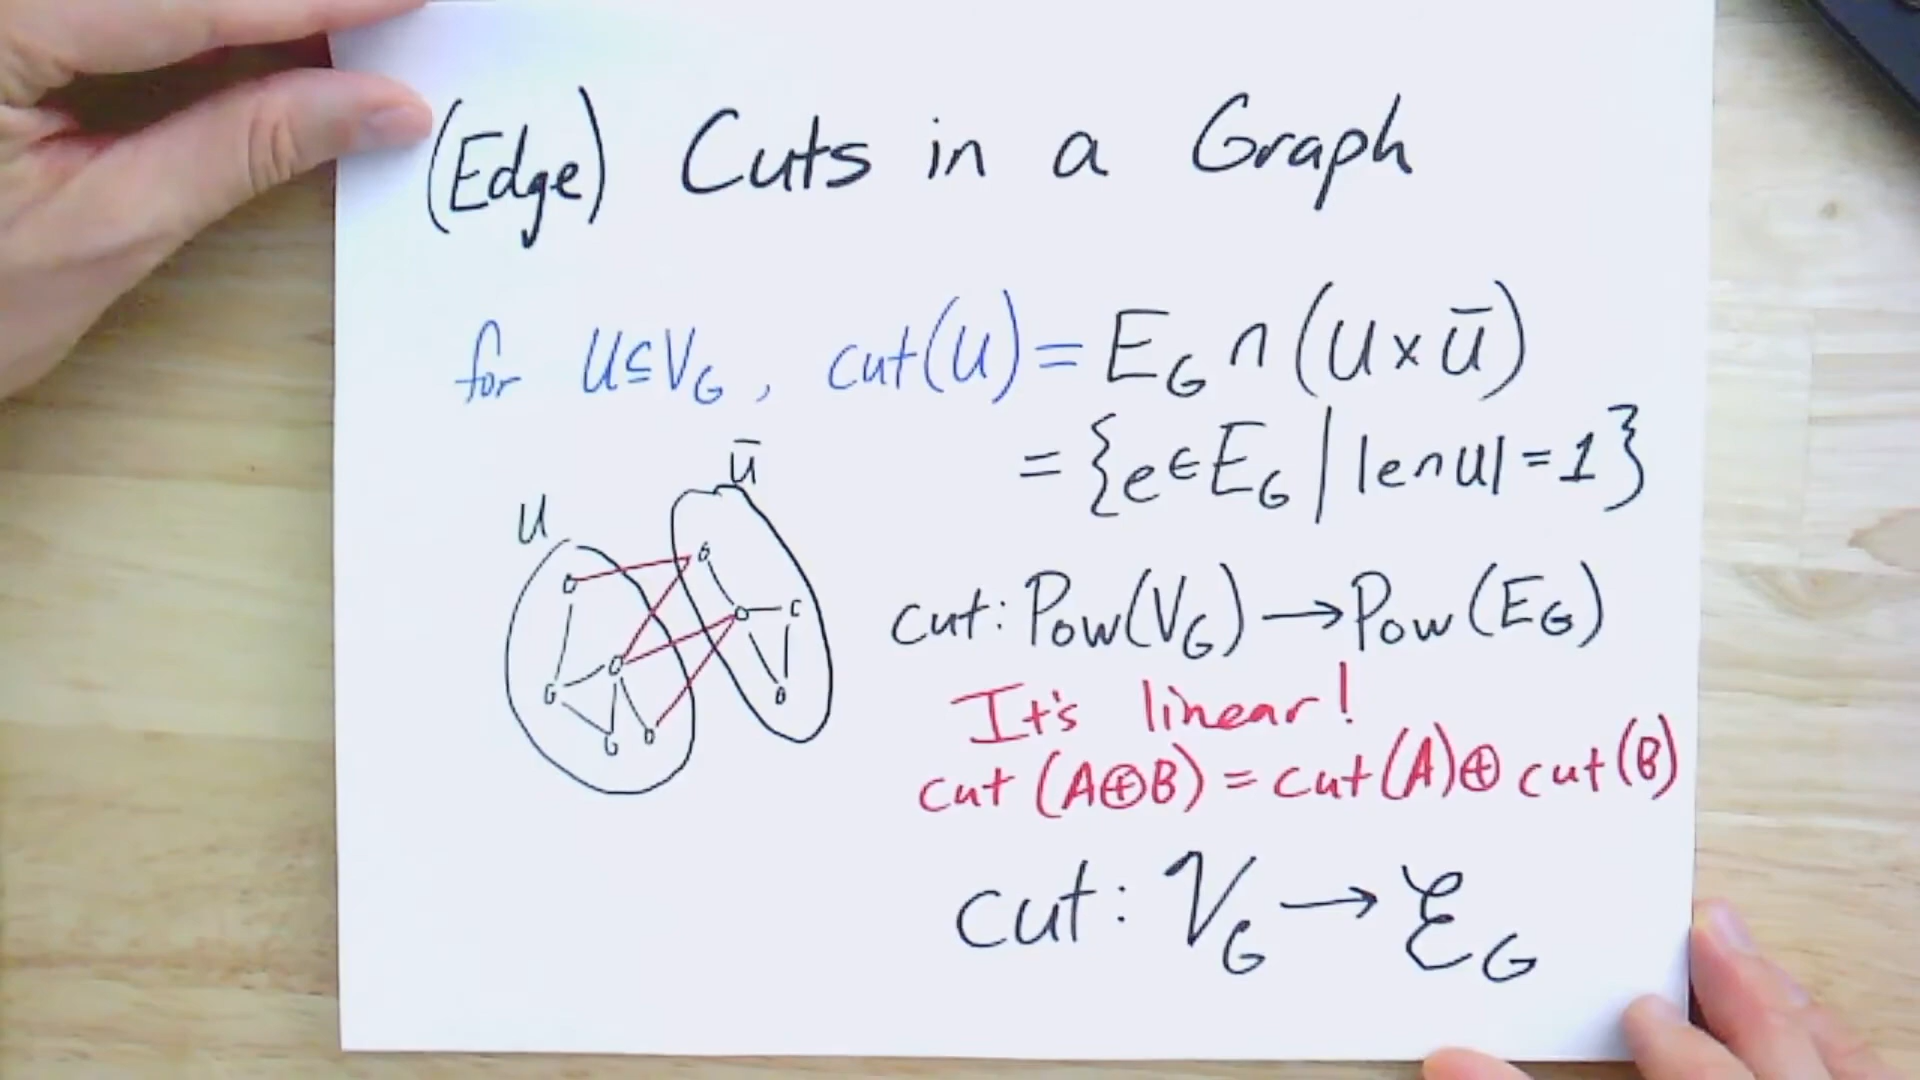 (Edge) Cuts in a Graph
for U⊆V_G, cut(U) = E_G ∩ (U × Ū)
= {e ∈ E_G | |e ∩ U| = 1}
Ū
U
cut: Pow(V_G) → Pow(E_G)
It's linear!
cut (A⊕B) = cut(A) ⊕ cut(B)
cut: 𝒱_G → ℰ_G